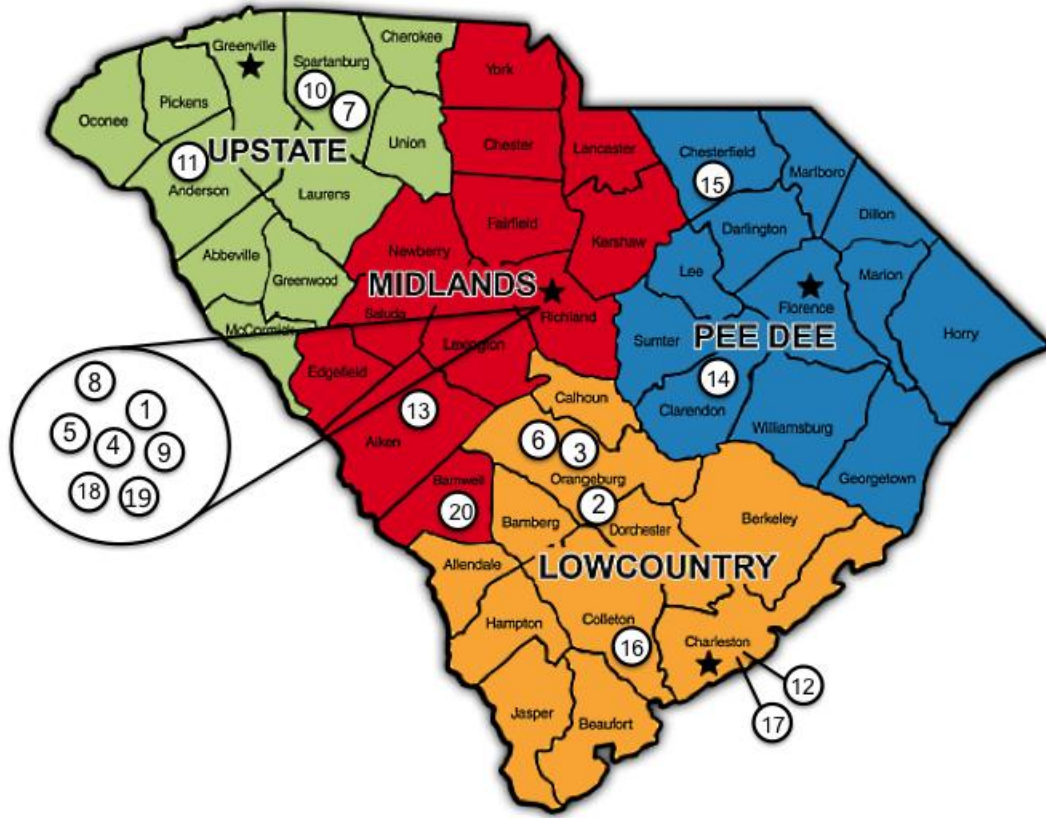 Greenville
Spartanburg
Cherokee
York
Pickens
10
7
Oconee
Union
11
UPSTATE
Anderson
Laurens
Chester
Lancaster
Chesterfield
15
Marlboro
Dillon
Darlington
Fairfield
Kershaw
Newberry
Abbeville
Greenwood
Lee
Marion
MIDLANDS
Saluda
Richland
Florence
McCormick
PEE DEE
Sumter
Horry
Lexington
Edgefield
14
8
1
5
4
9
18
19
13
Aiken
Calhoun
Clarendon
Williamsburg
6
3
Orangeburg
Georgetown
Barnwell
20
2
Bamberg
Dorchester
Berkeley
Allendale
LOWCOUNTRY
Hampton
Colleton
16
Charleston
12
17
Jasper
Beaufort